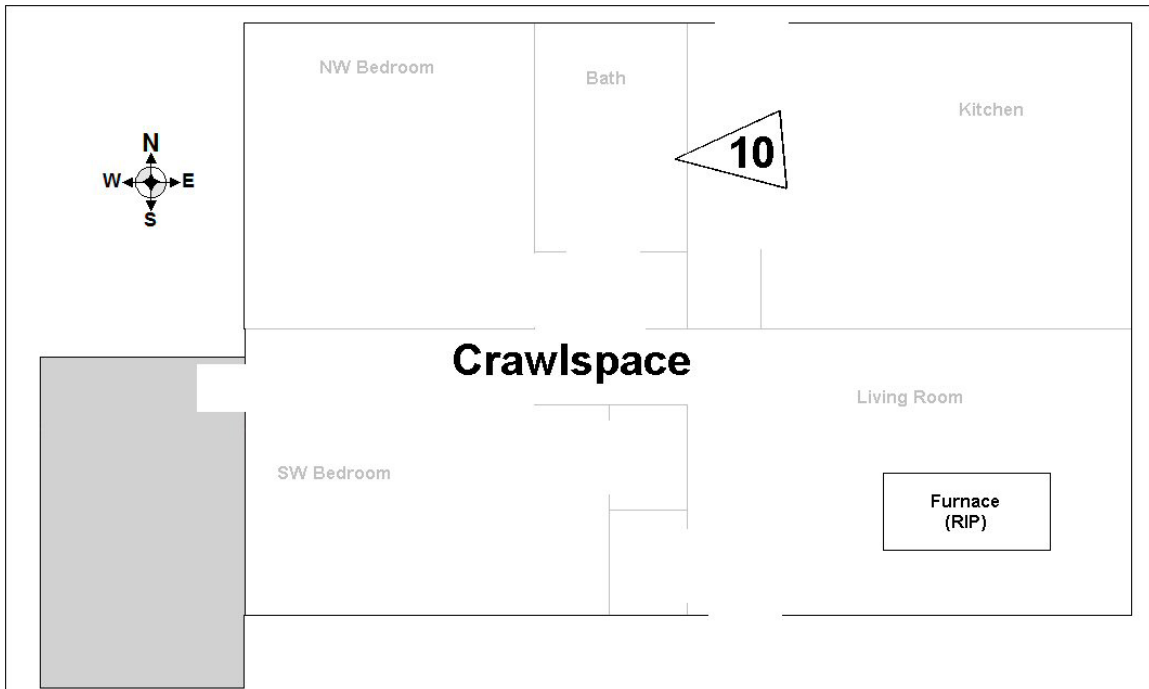 NW Bedroom
Bath
Kitchen
10
N
W E
S
Crawlspace
Living Room
SW Bedroom
Furnace
(RIP)